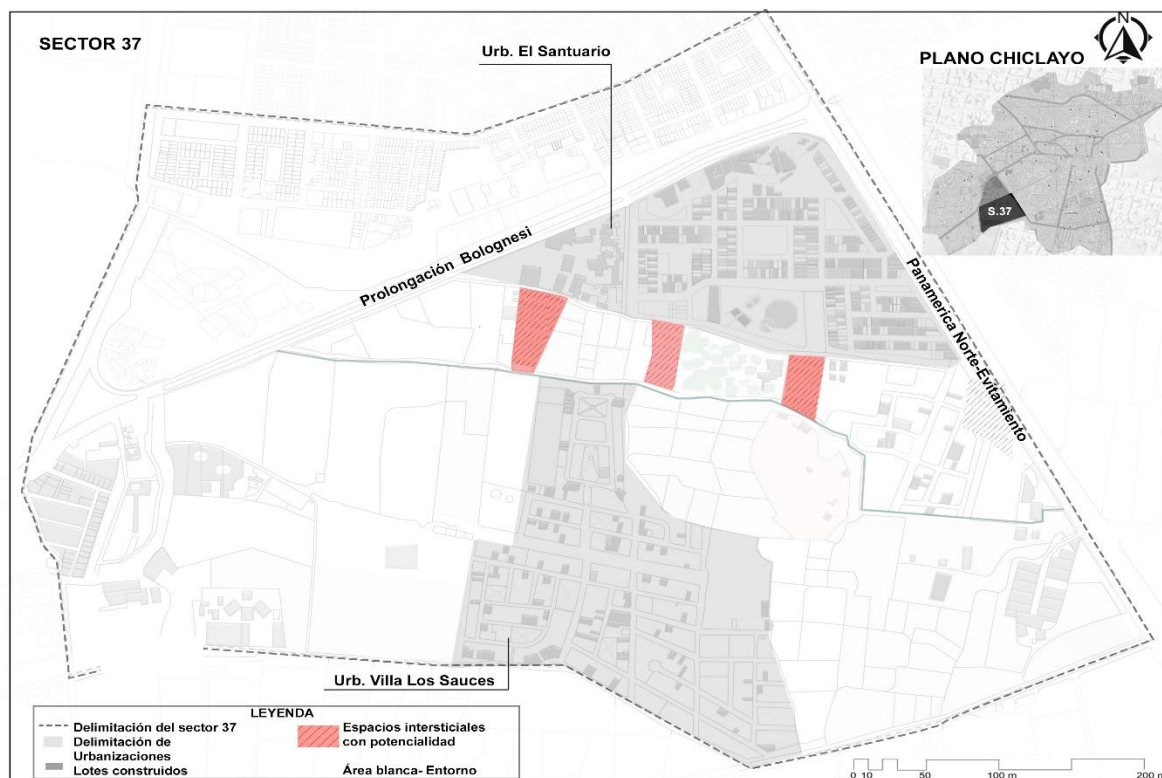 SECTOR 37
Urb. El Santuario
N
PLANO CHICLAYO
S.37
Prolongación Bolognesi
Panamerica Norte-Evitamiento
Urb. Villa Los Sauces
LEYENDA
Delimitación del sector 37
Delimitación de
Urbanizaciones
Lotes construidos
Espacios intersticiales
con potencialidad
Área blanca- Entorno
0 10 50 100 m 200 m